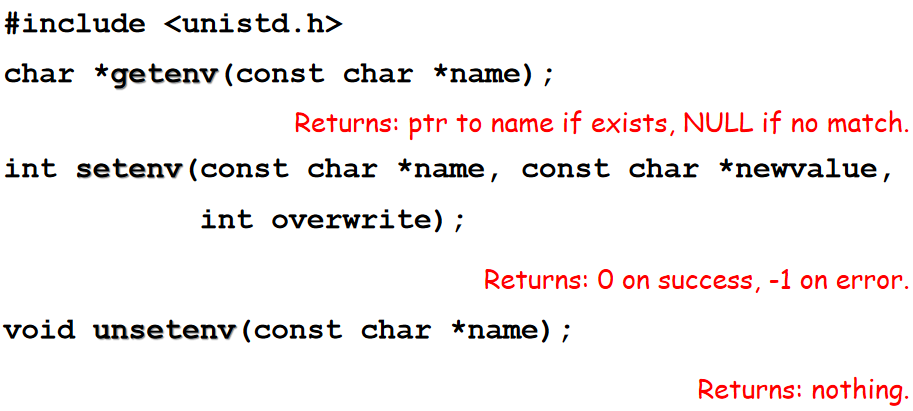 #include <unistd.h>
char *getenv(const char *name);
Returns: ptr to name if exists, NULL if no match.
int setenv(const char *name, const char *newvalue,
int overwrite);
Returns: 0 on success, -1 on error.
void unsetenv(const char *name);
Returns: nothing.